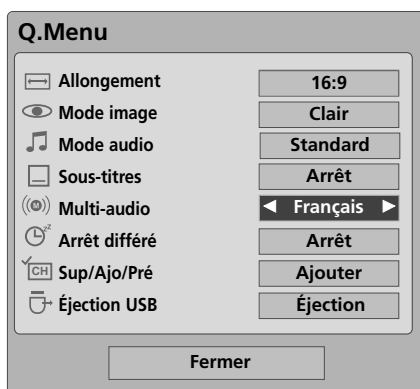 Q.Menu
Allongement 16:9
Mode image Clair
Mode audio Standard
Sous-titres Arrêt
Multi-audio ◀ Français ▶
Arrêt différé Arrêt
CH Sup/Ajo/Pré Ajouter
Éjection USB Éjection
Fermer